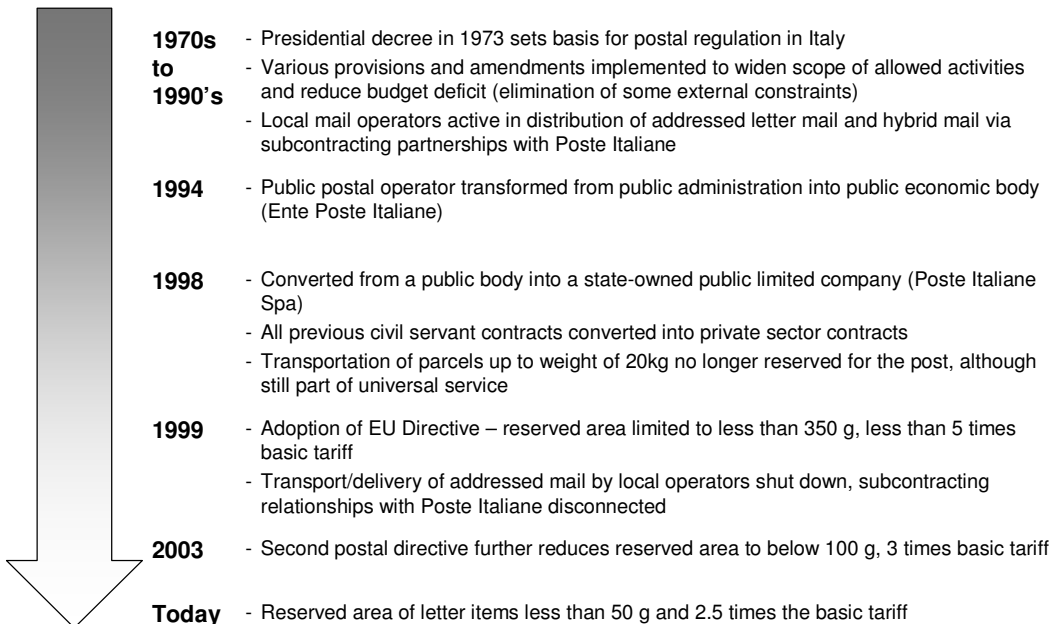 1970s - Presidential decree in 1973 sets basis for postal regulation in Italy
to - Various provisions and amendments implemented to widen scope of allowed activities
1990's and reduce budget deficit (elimination of some external constraints)
- Local mail operators active in distribution of addressed letter mail and hybrid mail via
subcontracting partnerships with Poste Italiane
1994 - Public postal operator transformed from public administration into public economic body
(Ente Poste Italiane)
1998 - Converted from a public body into a state-owned public limited company (Poste Italiane
Spa)
- All previous civil servant contracts converted into private sector contracts
- Transportation of parcels up to weight of 20kg no longer reserved for the post, although
still part of universal service
1999 - Adoption of EU Directive – reserved area limited to less than 350 g, less than 5 times
basic tariff
- Transport/delivery of addressed mail by local operators shut down, subcontracting
relationships with Poste Italiane disconnected
2003 - Second postal directive further reduces reserved area to below 100 g, 3 times basic tariff
Today - Reserved area of letter items less than 50 g and 2.5 times the basic tariff